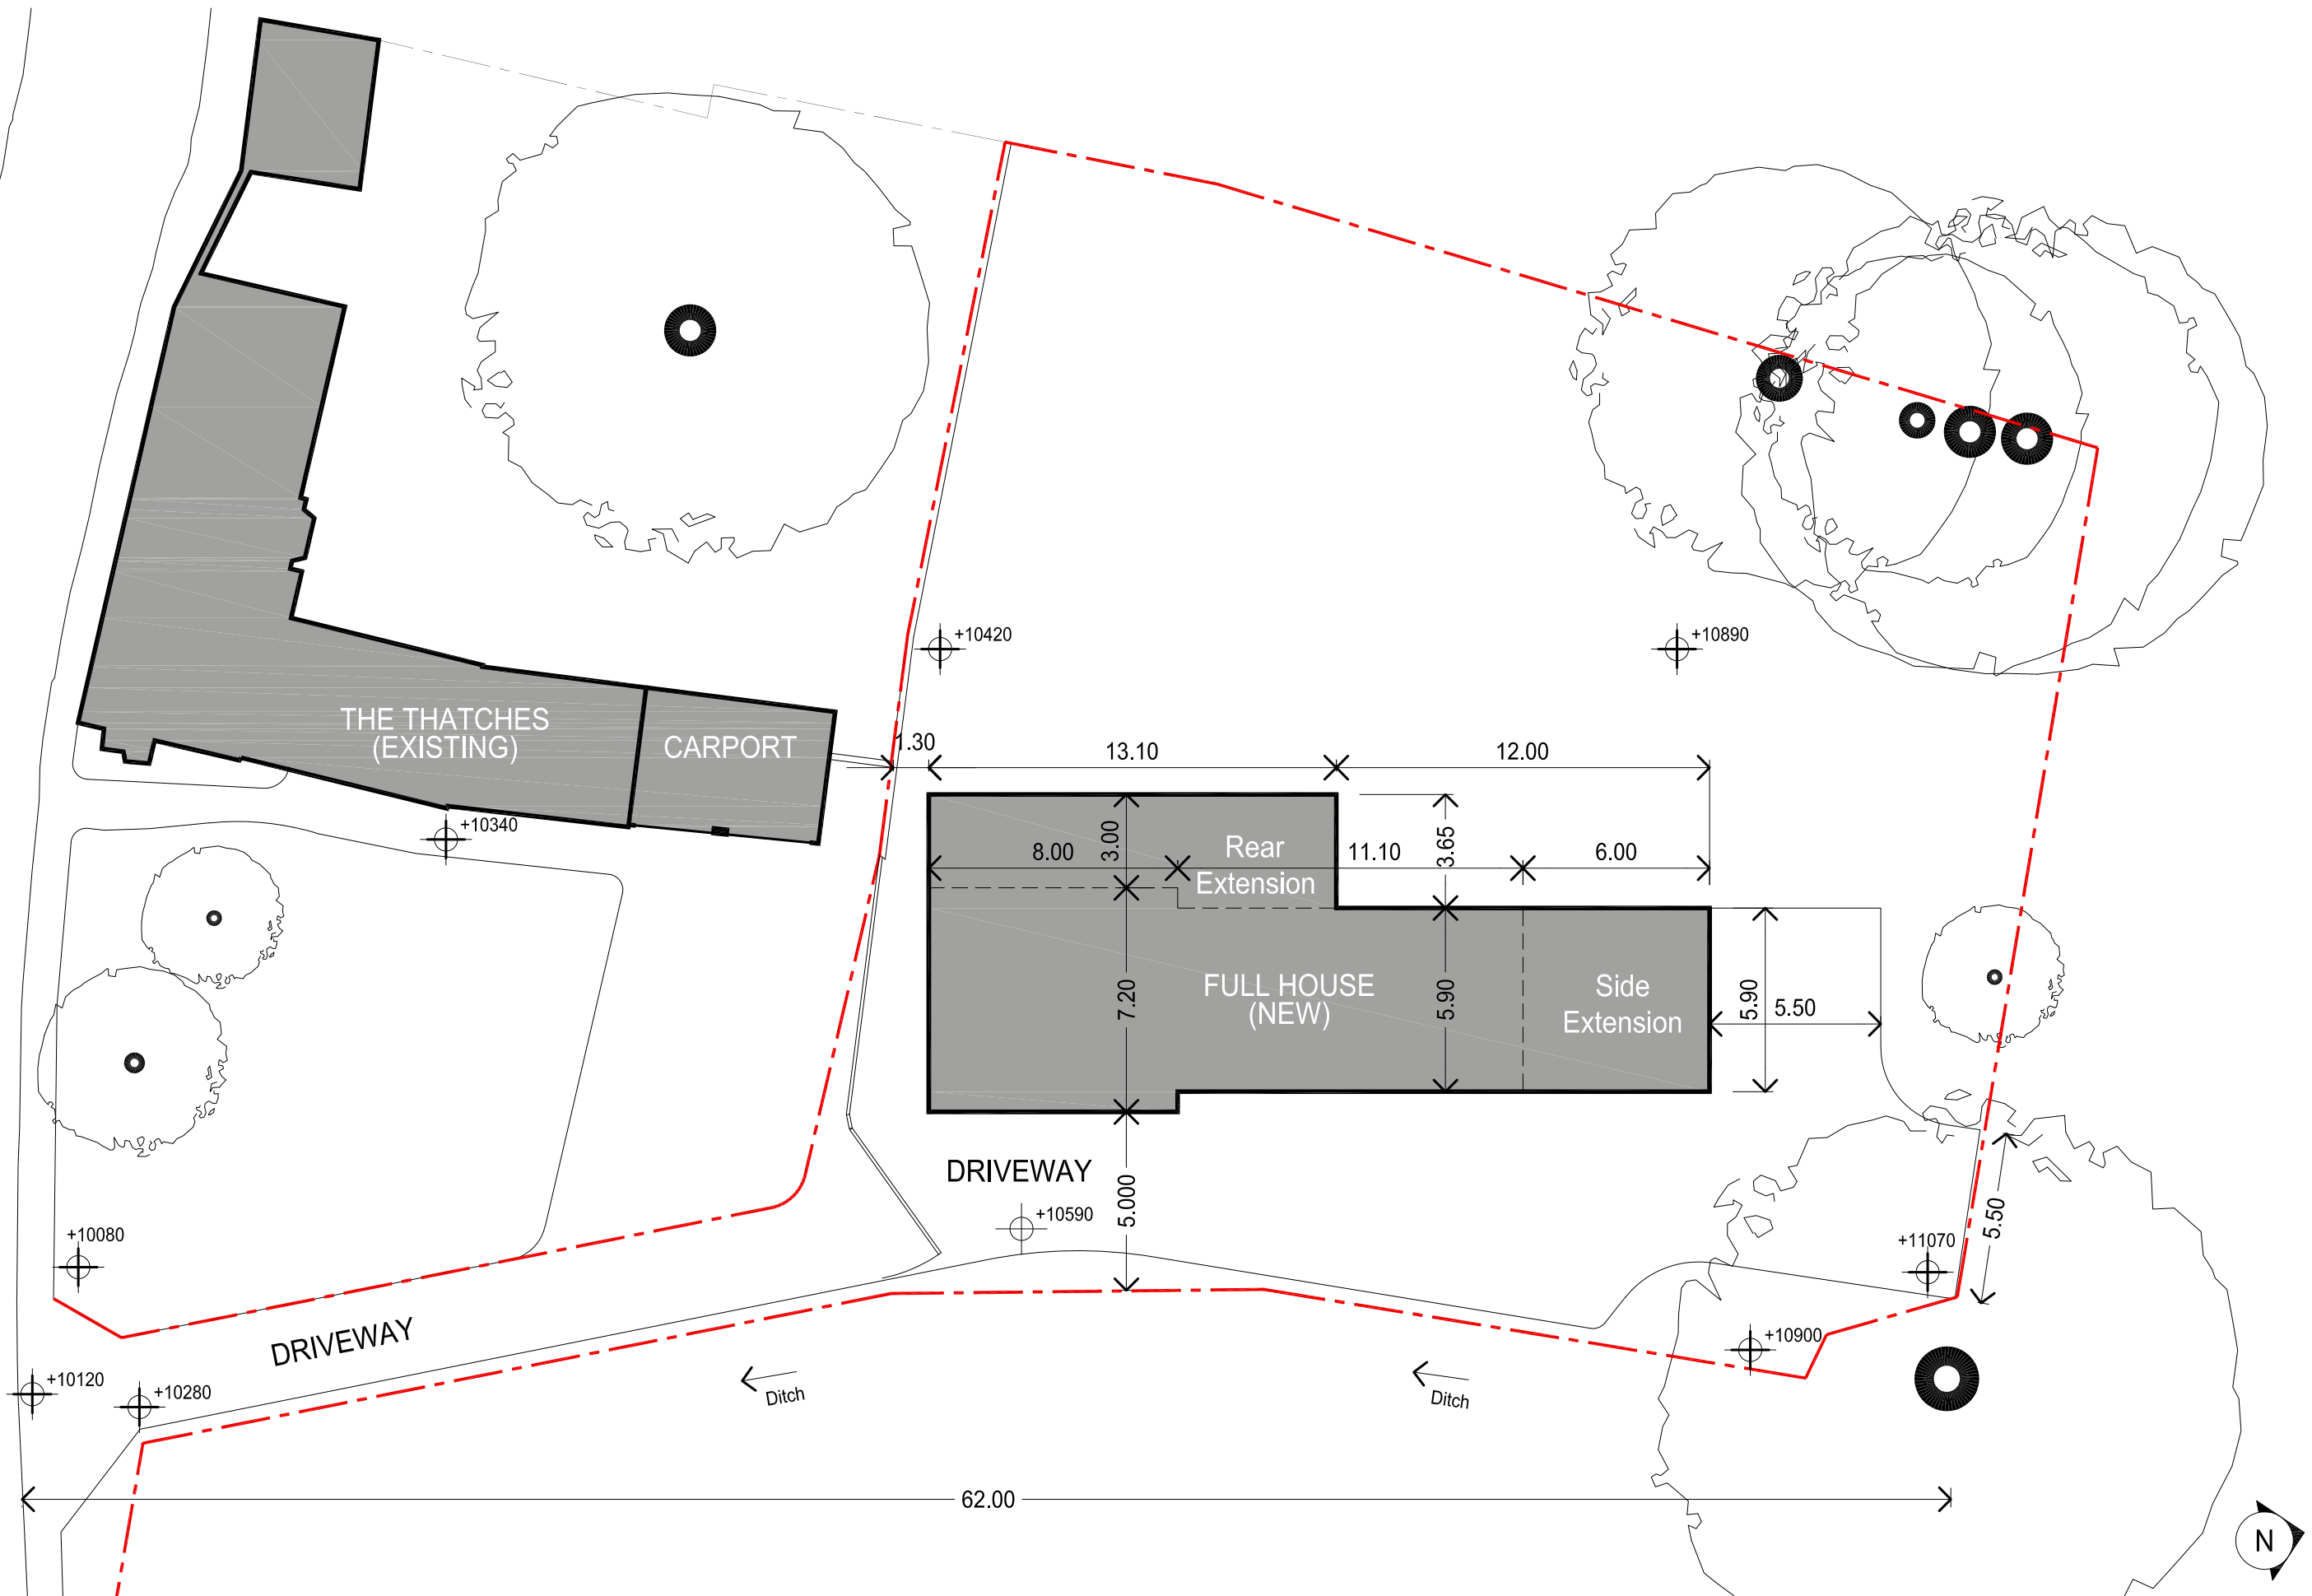 +10420
+10890
THE THATCHES
(EXISTING)
CARPORT
1.30
13.10
12.00
+10340
8.00
3.00
Rear
Extension
11.10
3.65
6.00
7.20
FULL HOUSE
(NEW)
5.90
Side
Extension
5.90
5.50
DRIVEWAY
5.000
+10590
5.50
+10080
+11070
DRIVEWAY
+10900
+10120
+10280
Ditch
Ditch
62.00
N